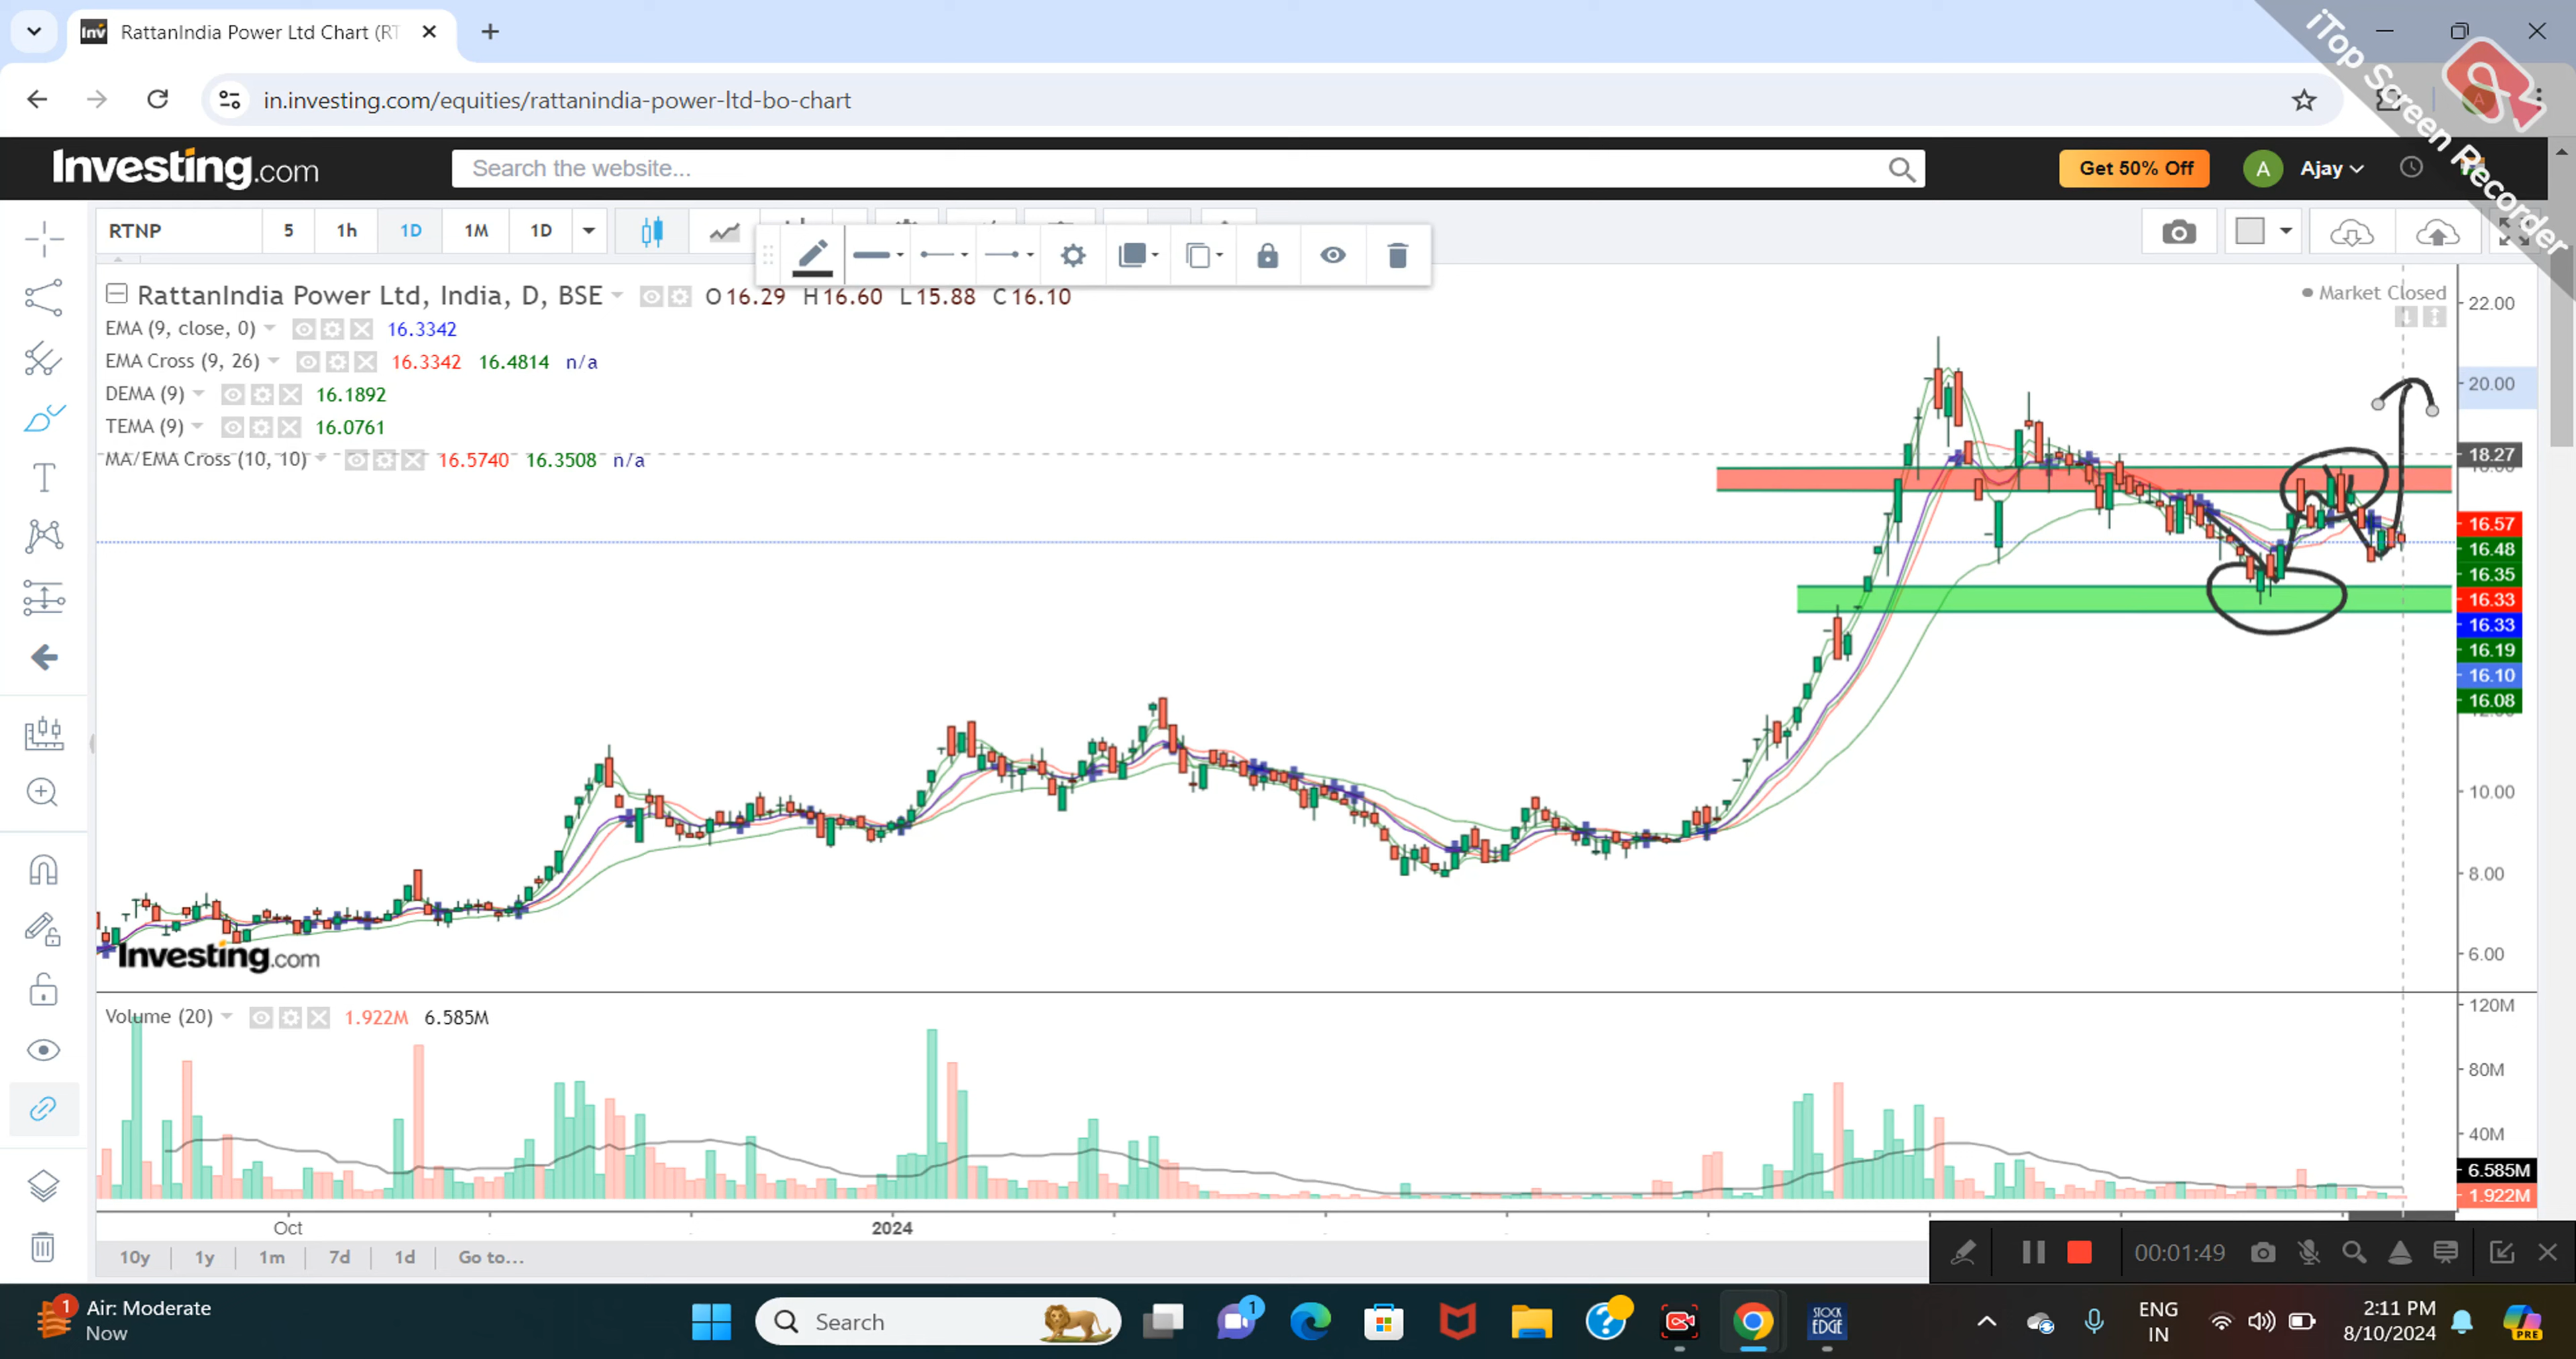 RattanIndia Power Ltd Chart (RT
in.investing.com/equities/rattanindia-power-ltd-bo-chart
iTop Screen Recorder
Investing.com
Search the website...
Get 50% Off
A
Ajay
RTNP
5
1h
1D
1M
1D
RattanIndia Power Ltd, India, D, BSE
O 16.29 H 16.60 L 15.88 C 16.10
Market Closed
EMA (9, close, 0) 16.3342
EMA Cross (9, 26) 16.3342 16.4814 n/a
DEMA (9) 16.1892
TEMA (9) 16.0761
MA/EMA Cross (10, 10) 16.5740 16.3508 n/a
22.00
20.00
18.27
16.57
16.48
16.35
16.33
16.33
16.19
16.10
16.08
10.00
8.00
6.00
Investing.com
Volume (20) 1.922M 6.585M
120M
80M
40M
6.585M
1.922M
Oct
2024
10y
1y
1m
7d
1d
Go to...
00:01:49
1
Air: Moderate
Now
Search
1
STOCK
EDGE
ENG
IN
2:11 PM
8/10/2024
PRE